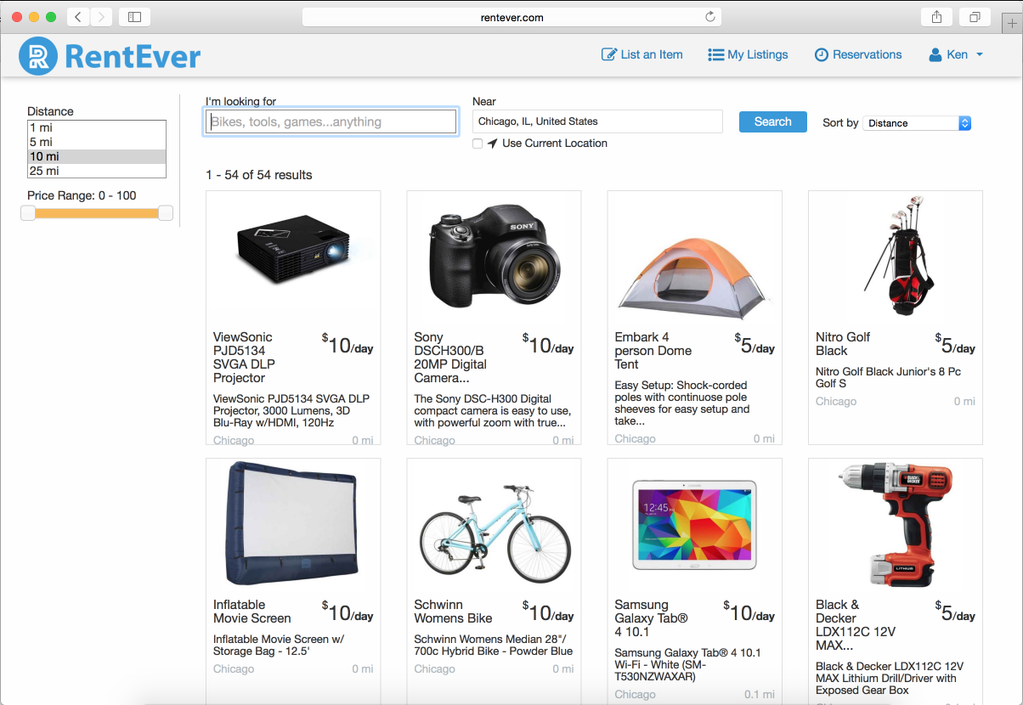 rentever.com
RentEver
List an Item
My Listings
Reservations
Ken
Distance
1 mi
5 mi
10 mi
25 mi
Price Range: 0 - 100
I'm looking for
Bikes, tools, games...anything
Near
Chicago, IL, United States
Use Current Location
Search
Sort by
Distance
1 - 54 of 54 results
ViewSonic
PJD5134
SVGA DLP
Projector
$10/day
ViewSonic PJD5134 SVGA DLP
Projector, 3000 Lumens, 3D
Blu-Ray w/HDMI, 120Hz
Chicago 0 mi
SONY
Sony
DSCH300/B
20MP Digital
Camera...
$10/day
The Sony DSC-H300 Digital
compact camera is easy to use,
with powerful zoom with true...
Chicago 0 mi
Embark 4
person Dome
Tent
$5/day
Easy Setup: Shock-corded
poles with continuose pole
sheeves for easy setup and
take...
Chicago 0 mi
Nitro Golf
Black
$5/day
Nitro Golf Black Junior's 8 Pc
Golf S
Chicago 0 mi
Inflatable
Movie Screen
$10/day
Inflatable Movie Screen w/
Storage Bag - 12.5'
Chicago 0 mi
Schwinn
Womens Bike
$10/day
Schwinn Womens Median 28"/
700c Hybrid Bike - Powder Blue
Chicago 0 mi
12:45
Samsung
Galaxy Tab®
4 10.1
$10/day
Samsung Galaxy Tab® 4 10.1
Wi-Fi - White (SM-
T530NZWAXAR)
Chicago 0.1 mi
BLACK &
DECKER
LITHIUM
Black &
Decker
LDX112C 12V
MAX...
$5/day
Black & Decker LDX112C 12V
MAX Lithium Drill/Driver with
Exposed Gear Box